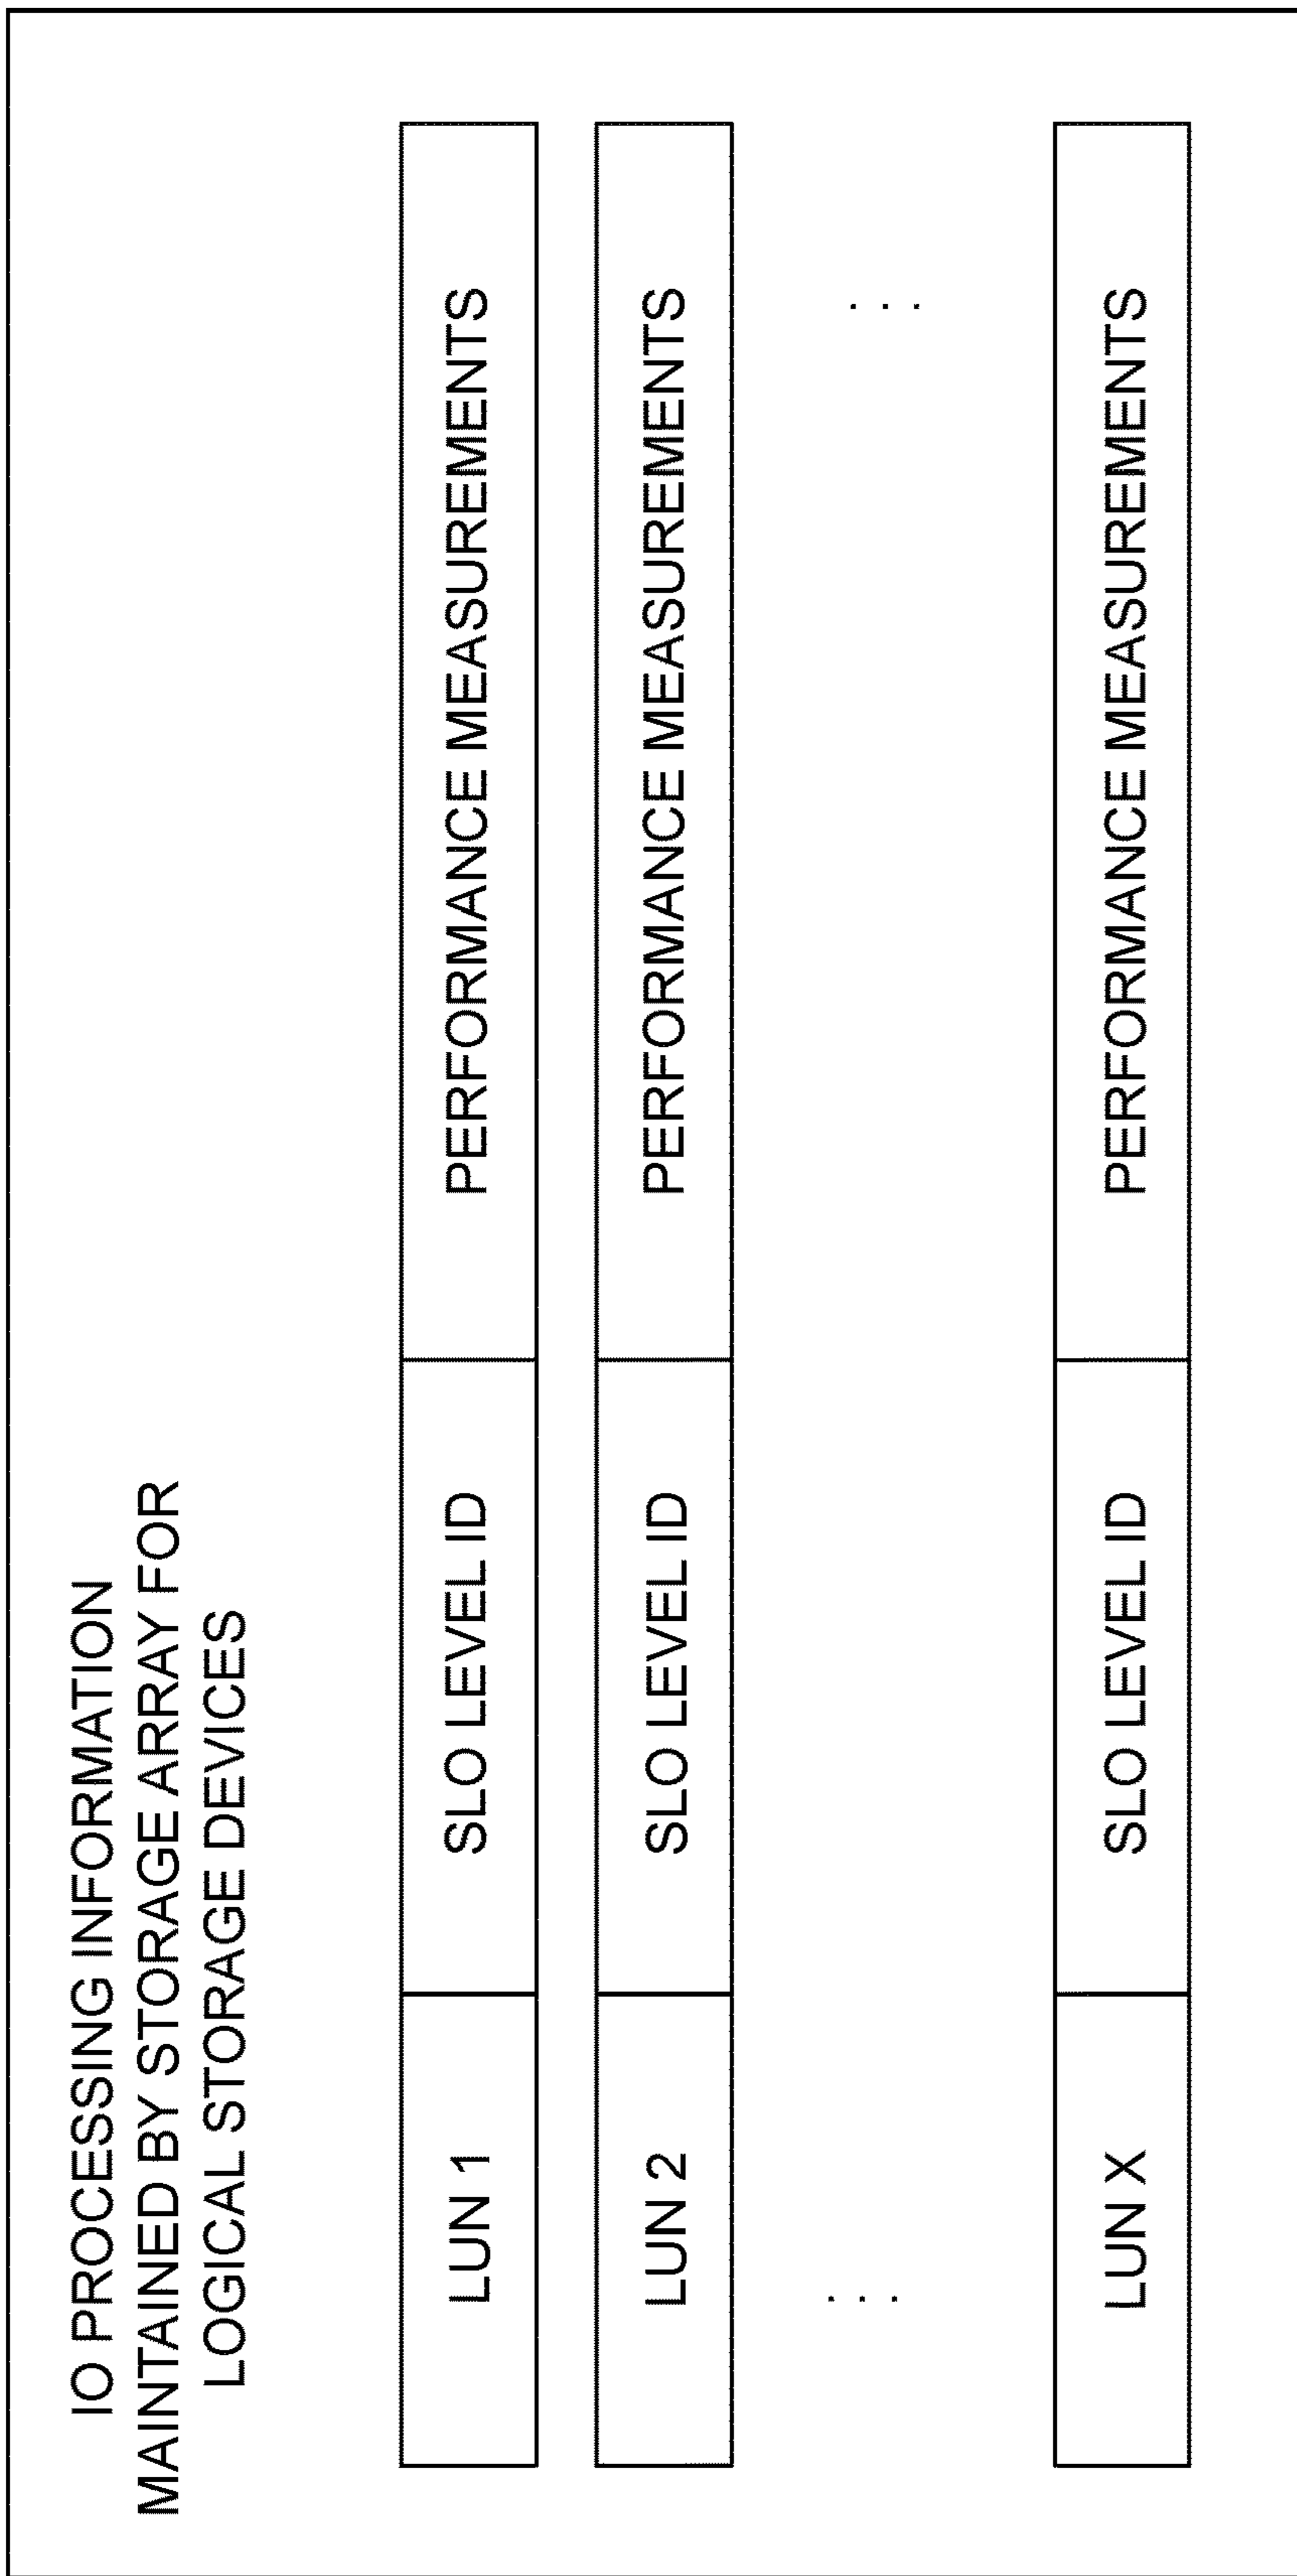 IO PROCESSING INFORMATION
MAINTAINED BY STORAGE ARRAY FOR
LOGICAL STORAGE DEVICES
LUN 1 SLO LEVEL ID PERFORMANCE MEASUREMENTS
LUN 2 SLO LEVEL ID PERFORMANCE MEASUREMENTS
. . . . . .
LUN X SLO LEVEL ID PERFORMANCE MEASUREMENTS